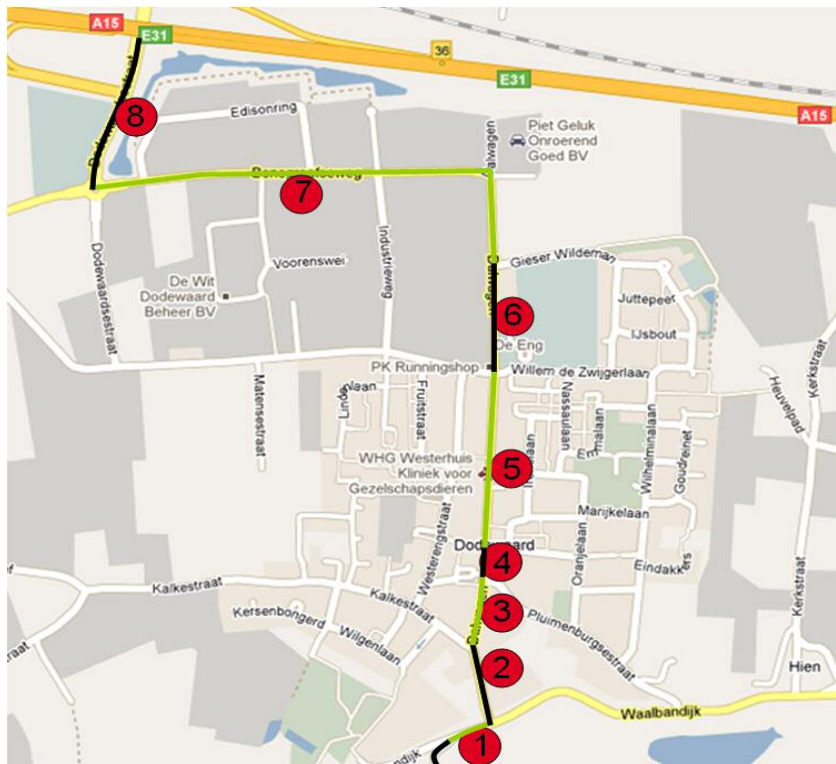 A15
E31
36
E31
A15
8
Edisonring
Piet Geluk
Onroerend
Goed BV
7
Voorenswei
De Wit
Dodewaard
Beheer BV
Dodewaardsestraat
Industrieweg
Gieser Wildeman
Juttepeer
IJsbout
6
De Eng
PK Runningshop
Willem de Zwijgerlaan
Matensestraat
Fruitstraat
Nassaulaan
Heuvelpad
Kerkstraat
WHG Westerhuis
Kliniek voor
Gezelschapsdieren
5
Wilhelminalaan
Goudreinet
Marijkelaan
Westerengstraat
Oranjelaan
Dodewaard
4
Eindakkers
Kalkestraat
Kalkestraat
3
Pluimenburgsestraat
Kerkstraat
Kersenbongerd
Wilgenlaan
2
Hien
Waalbandijk
1